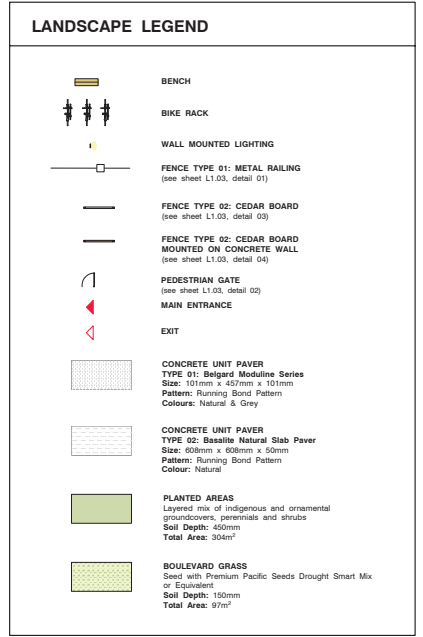 LANDSCAPE LEGEND
BENCH
BIKE RACK
WALL MOUNTED LIGHTING
FENCE TYPE 01: METAL RAILING
(see sheet L1.03, detail 01)
FENCE TYPE 02: CEDAR BOARD
(see sheet L1.03, detail 03)
FENCE TYPE 02: CEDAR BOARD
MOUNTED ON CONCRETE WALL
(see sheet L1.03, detail 04)
PEDESTRIAN GATE
(see sheet L1.03, detail 02)
MAIN ENTRANCE
EXIT
CONCRETE UNIT PAVER
TYPE 01: Belgard Moduline Series
Size: 101mm x 457mm x 101mm
Pattern: Running Bond Pattern
Colours: Natural & Grey
CONCRETE UNIT PAVER
TYPE 02: Basalite Natural Slab Paver
Size: 608mm x 608mm x 50mm
Pattern: Running Bond Pattern
Colour: Natural
PLANTED AREAS
Layered mix of indigenous and ornamental
groundcovers, perennials and shrubs
Soil Depth: 450mm
Total Area: 304m²
BOULEVARD GRASS
Seed with Premium Pacific Seeds Drought Smart Mix
or Equivalent
Soil Depth: 150mm
Total Area: 97m²